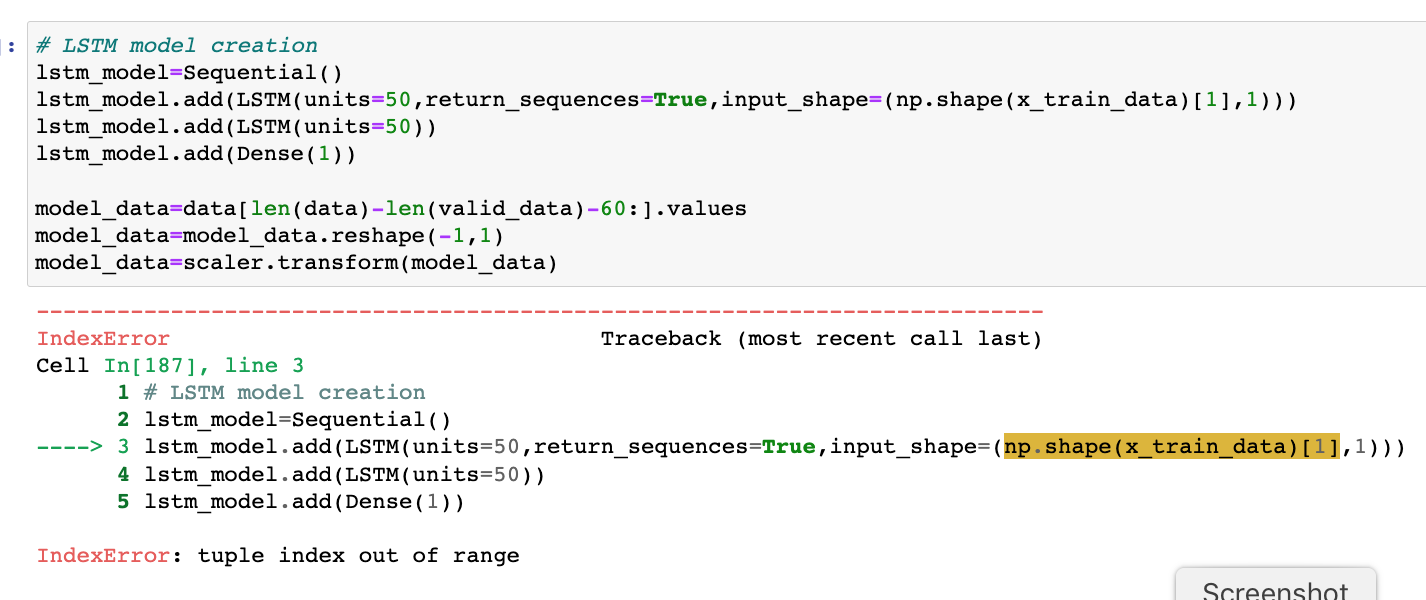 ]:
# LSTM model creation
lstm_model=Sequential()
lstm_model.add(LSTM(units=50,return_sequences=True,input_shape=(np.shape(x_train_data)[1],1)))
lstm_model.add(LSTM(units=50))
lstm_model.add(Dense(1))
model_data=data[len(data)-len(valid_data)-60:].values
model_data=model_data.reshape(-1,1)
model_data=scaler.transform(model_data)
---------------------------------------------------------------------------
IndexError                                Traceback (most recent call last)
Cell In[187], line 3
      1 # LSTM model creation
      2 lstm_model=Sequential()
----> 3 lstm_model.add(LSTM(units=50,return_sequences=True,input_shape=(np.shape(x_train_data)[1],1)))
      4 lstm_model.add(LSTM(units=50))
      5 lstm_model.add(Dense(1))
IndexError: tuple index out of range
Screenshot